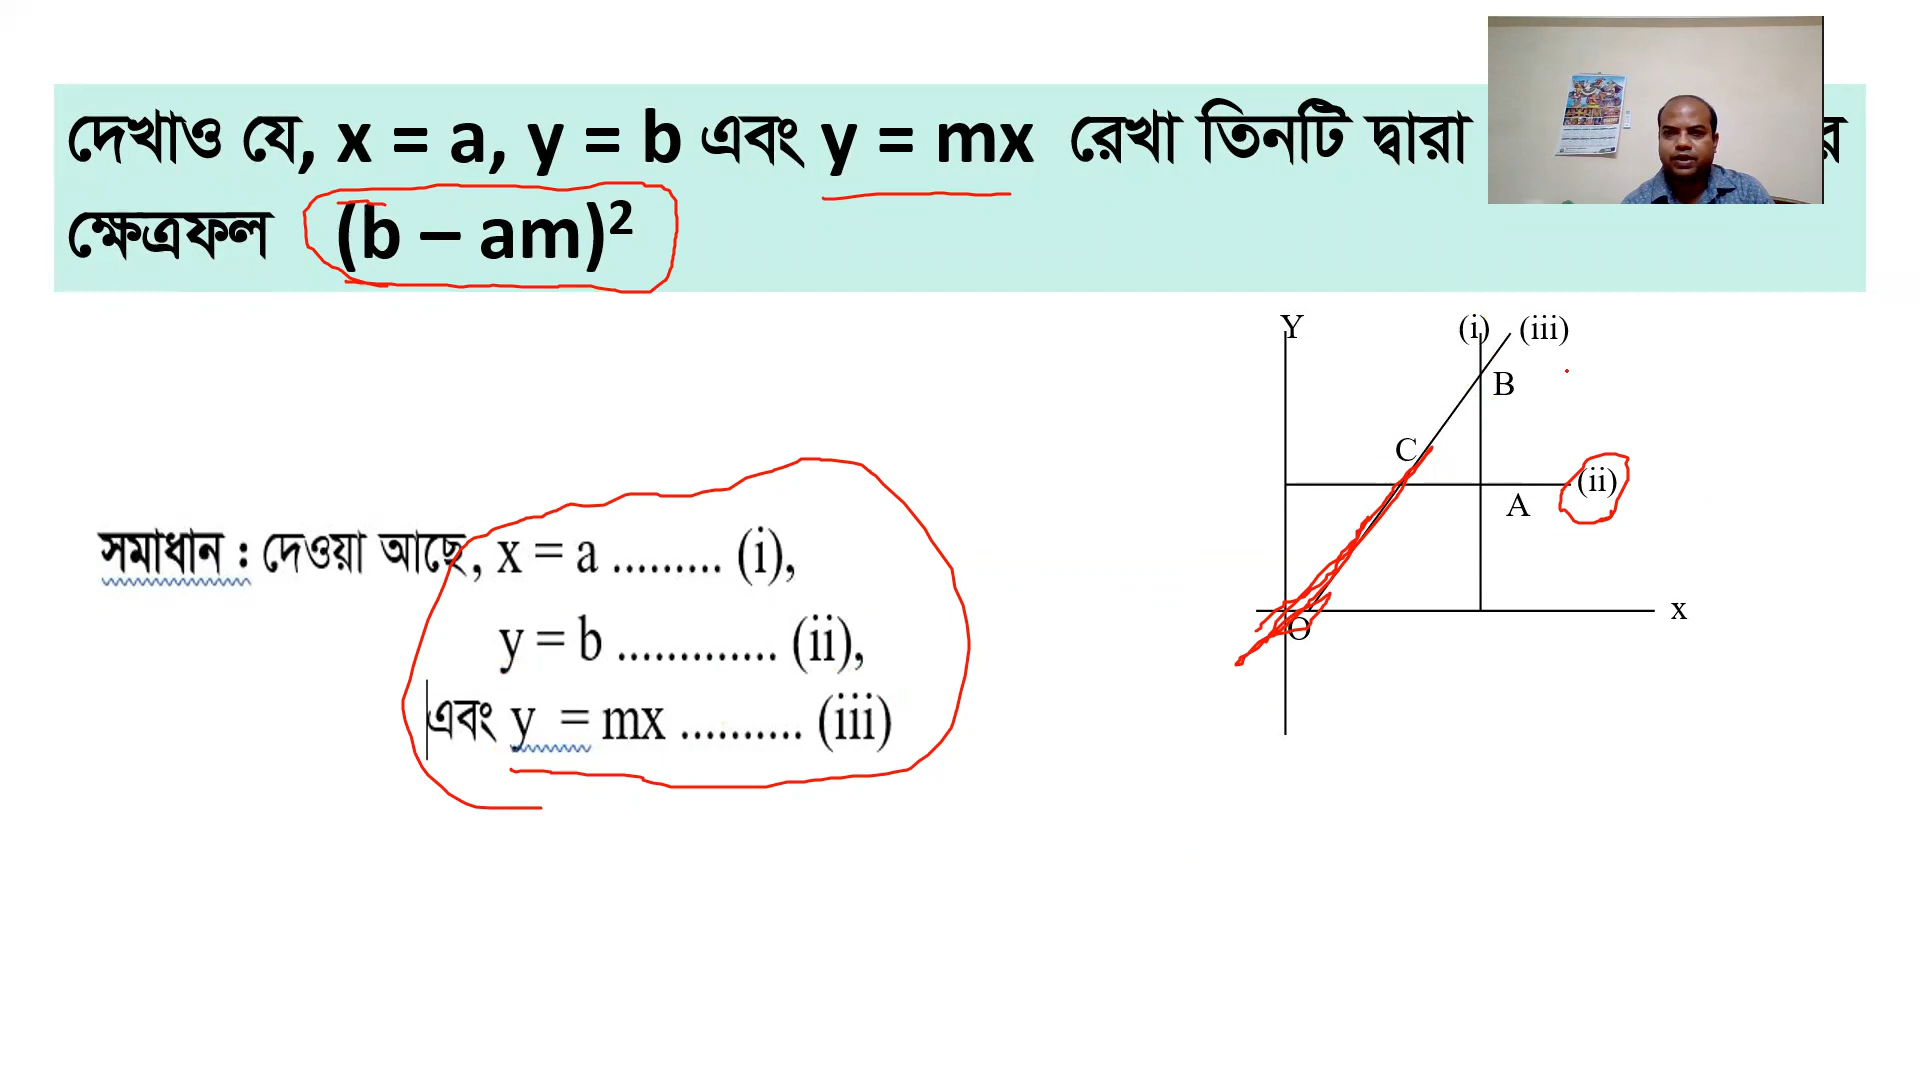 দেখাও যে, x = a, y = b এবং y = mx রেখা তিনটি দ্বারা র
ক্ষেত্রফল (b – am)²
Y (i) (iii)
B
C
(ii)
A
x
O
সমাধান : দেওয়া আছে, x = a ......... (i),
y = b ............. (ii),
এবং y = mx .......... (iii)